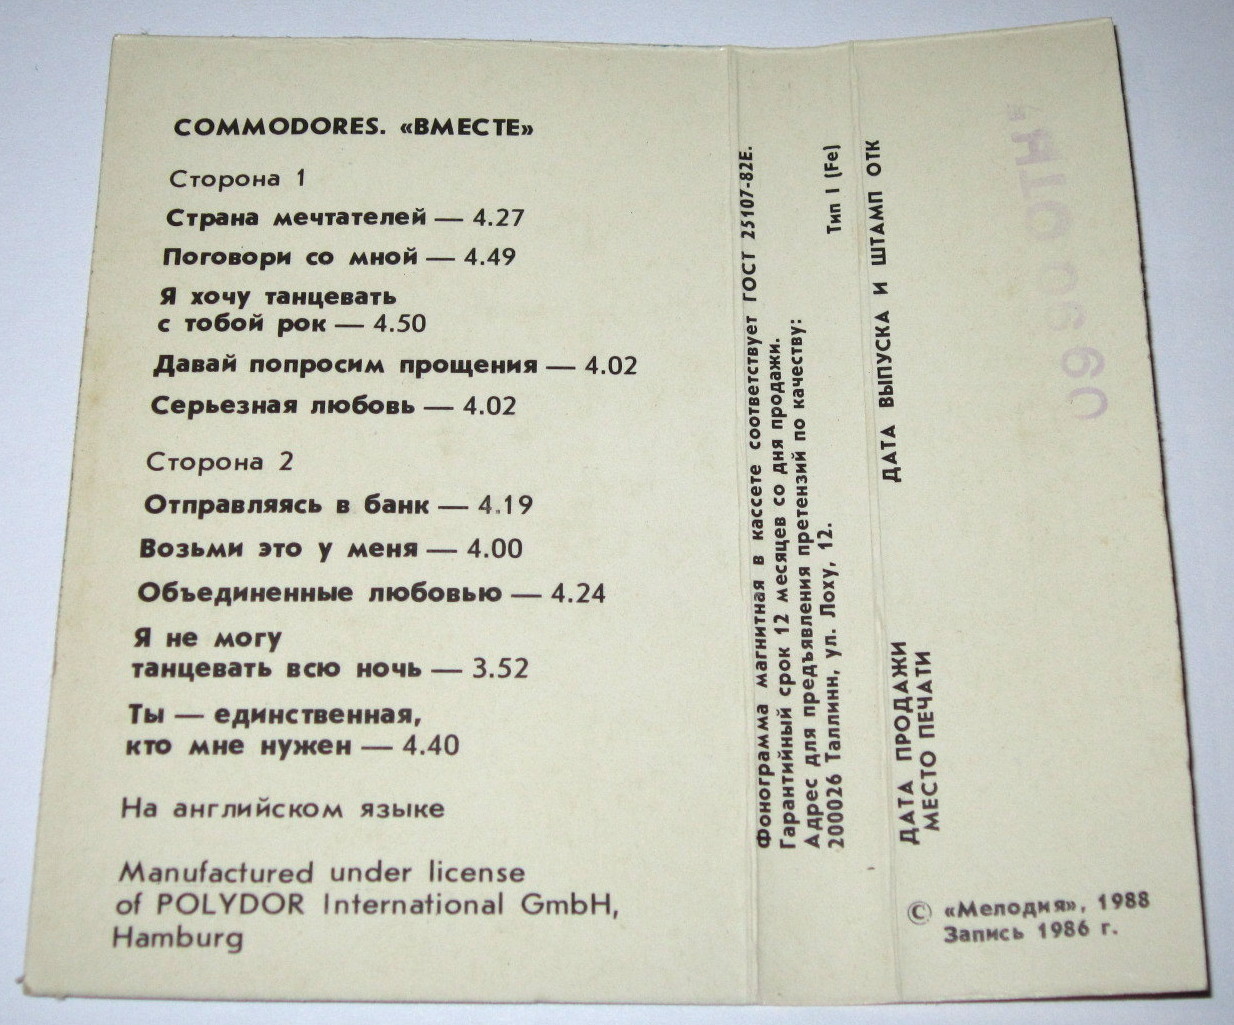 COMMODORES. «ВМЕСТЕ»
Сторона 1
Страна мечтателей — 4.27
Поговори со мной — 4.49
Я хочу танцевать
с тобой рок — 4.50
Давай попросим прощения — 4.02
Серьезная любовь — 4.02
Сторона 2
Отправляясь в банк — 4.19
Возьми это у меня — 4.00
Объединенные любовью — 4.24
Я не могу
танцевать всю ночь — 3.52
Ты — единственная,
кто мне нужен — 4.40
На английском языке
Manufactured under license
of POLYDOR International GmbH,
Hamburg
Фонограмма магнитная в кассете соответствует ГОСТ 25107-82Е.
Гарантийный срок 12 месяцев со дня продажи.
Адрес для предъявления претензий по качеству:
200026 Таллинн, ул. Лоху, 12.
Тип I (Fe)
ДАТА ВЫПУСКА И ШТАМП ОТК
ДАТА ПРОДАЖИ
МЕСТО ПЕЧАТИ
© «Мелодия», 1988
Запись 1986 г.